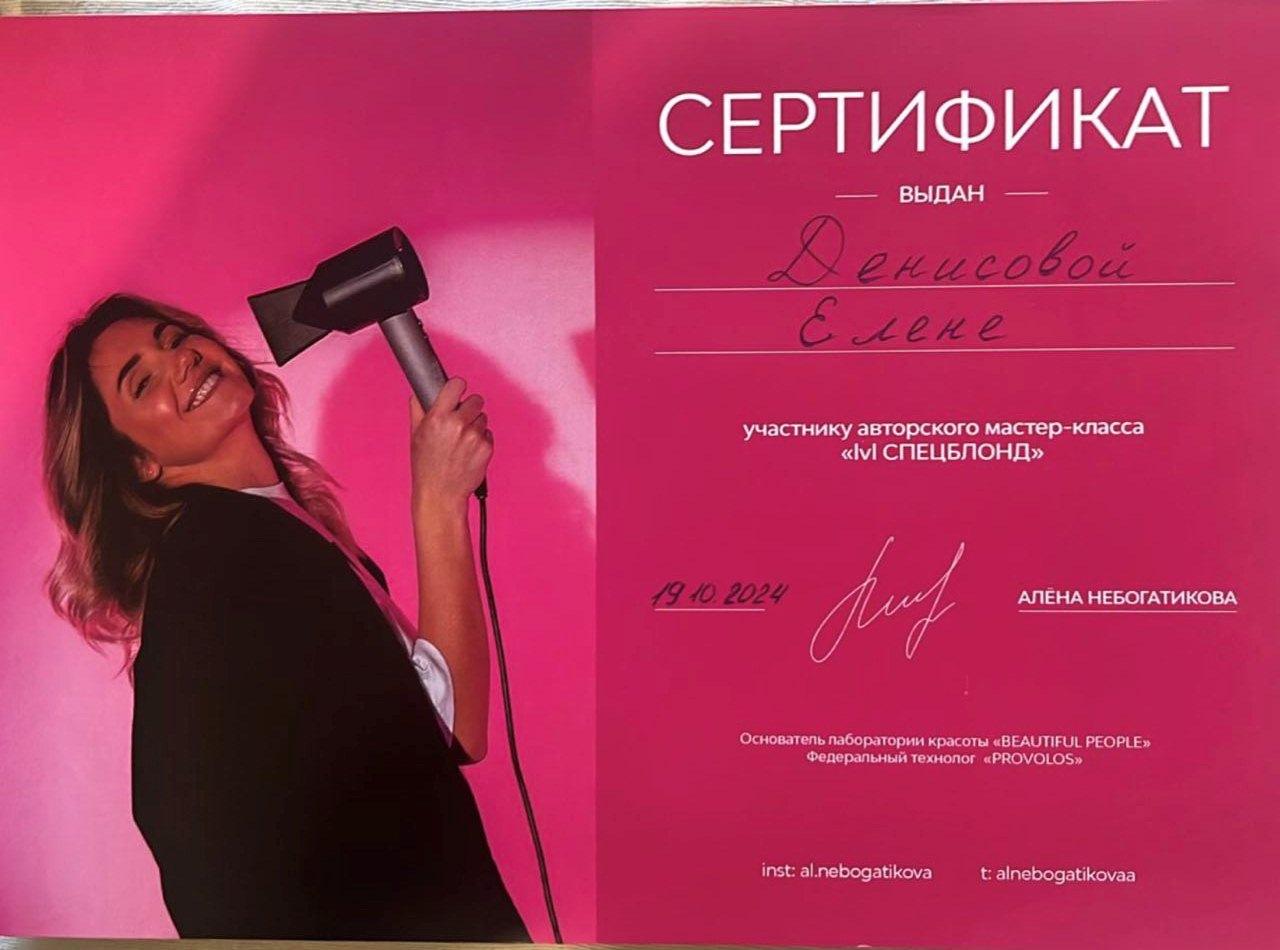 СЕРТИФИКАТ
ВЫДАН
Денисовой
Елене
участнику авторского мастер-класса
«lvl СПЕЦБЛОНД»
19.10.2024
АЛЁНА НЕБОГАТИКОВА
Основатель лаборатории красоты «BEAUTIFUL PEOPLE»
Федеральный технолог «PROVOLOS»
inst: al.nebogatikova t: alnebogatikovaa